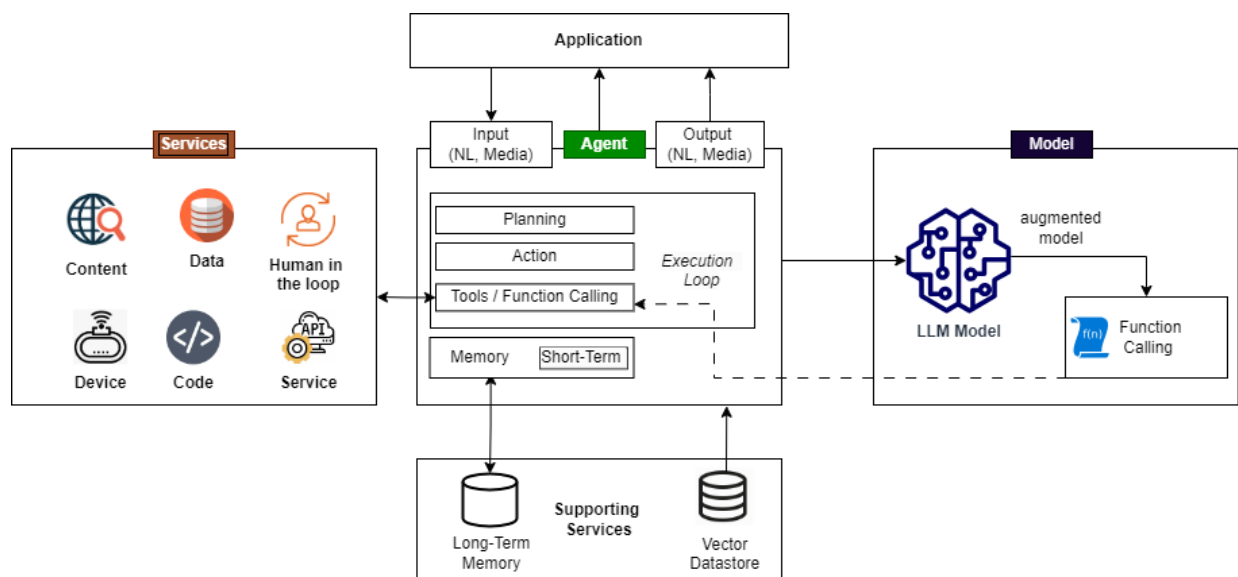 Application
Input
(NL, Media)
Agent
Output
(NL, Media)
Services
Content
Data
Human in
the loop
Device
Code
API
Service
Planning
Action
Tools / Function Calling
Execution
Loop
Memory
Short-Term
Model
augmented
model
LLM Model
f(n)
Function
Calling
Long-Term
Memory
Supporting
Services
Vector
Datastore